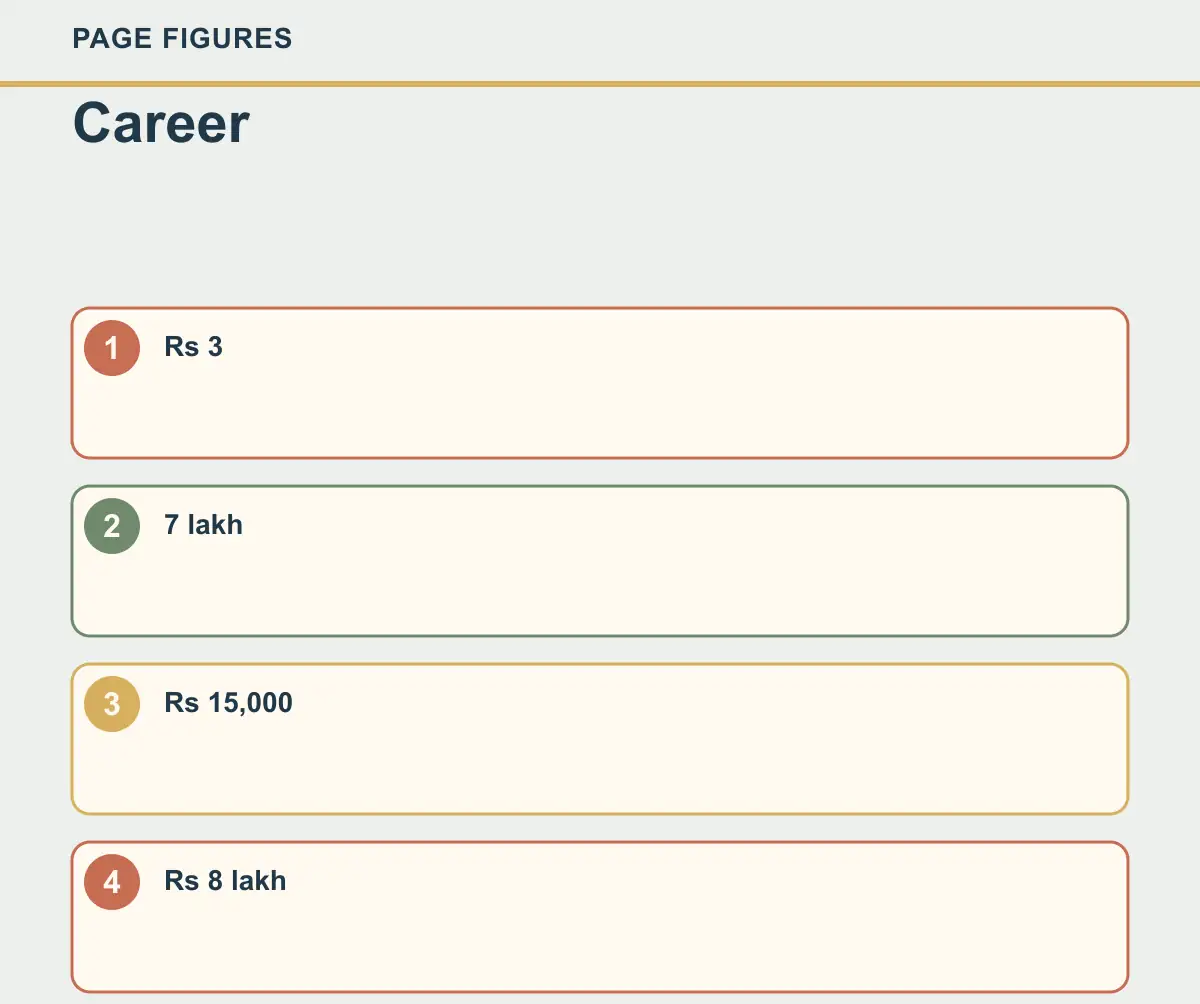 PAGE FIGURES
Career
1 Rs 3
2 7 lakh
3 Rs 15,000
4 Rs 8 lakh